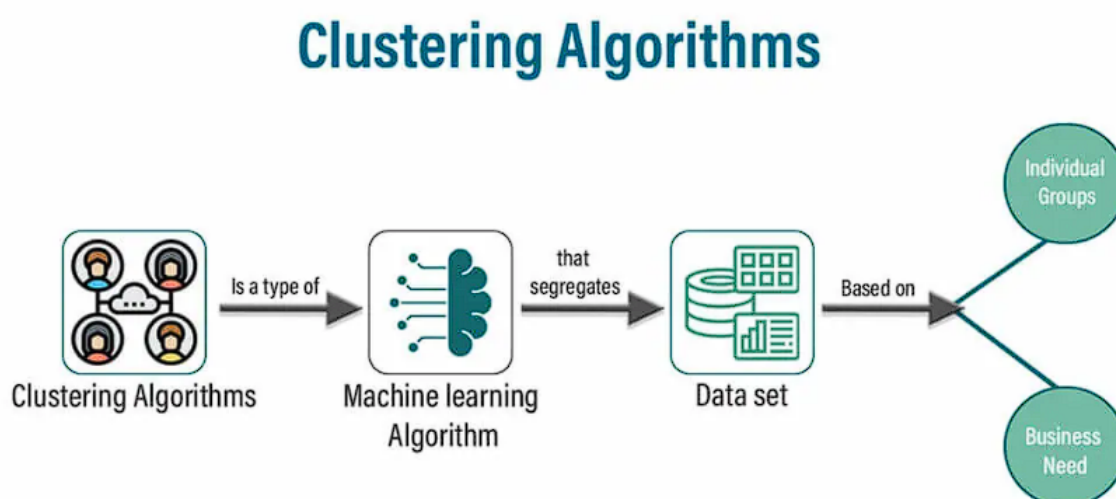 Clustering Algorithms
Clustering Algorithms
Is a type of
Machine learning
Algorithm
that
segregates
Data set
Based on
Individual
Groups
Business
Need